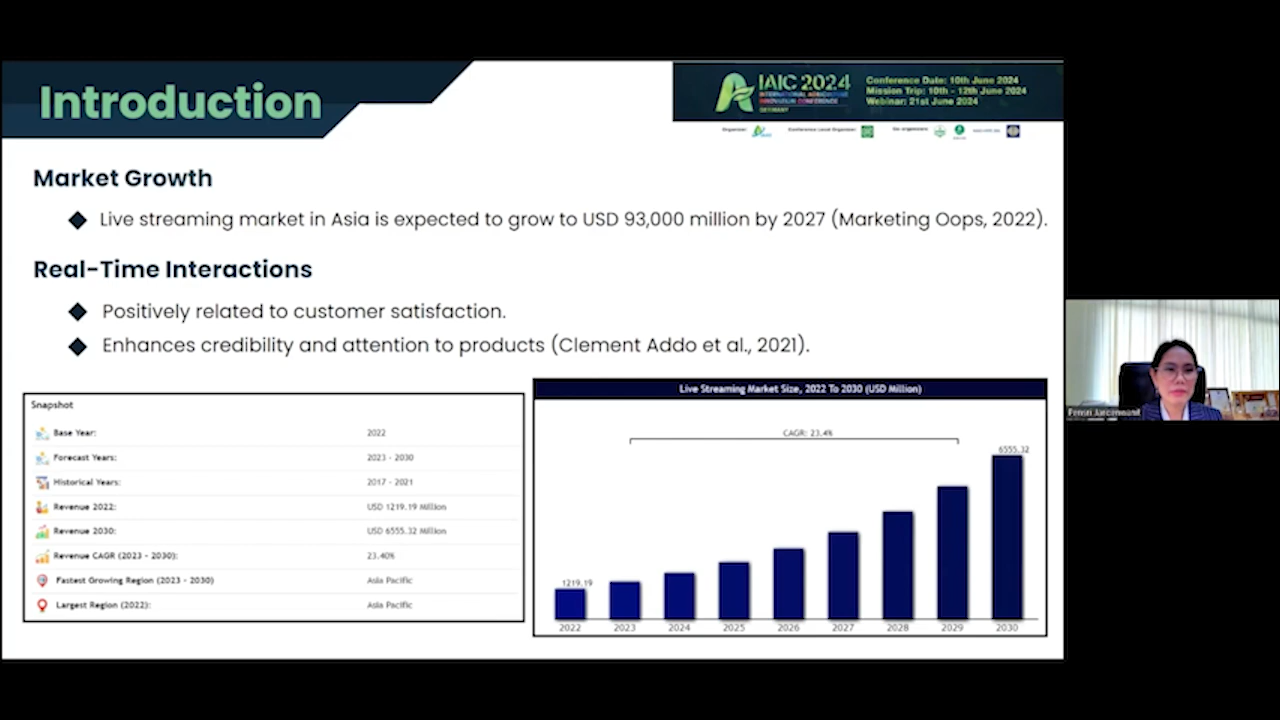 Introduction
IAIC 2024
INTERNATIONAL AGRICULTURE
INNOVATION CONFERENCE
GERMANY
Conference Date: 10th June 2024
Mission Trip: 10th - 12th June 2024
Webinar: 21st June 2024
Organizer:
Conference Local Organizer:
Co-organizers:
Market Growth
Live streaming market in Asia is expected to grow to USD 93,000 million by 2027 (Marketing Oops, 2022).
Real-Time Interactions
Positively related to customer satisfaction.
Enhances credibility and attention to products (Clement Addo et al., 2021).
Snapshot
Base Year: 2022
Forecast Years: 2023 - 2030
Historical Years: 2017 - 2021
Revenue 2022: USD 1219.19 Million
Revenue 2030: USD 6555.32 Million
Revenue CAGR (2023 - 2030): 23.40%
Fastest Growing Region (2023 - 2030) Asia Pacific
Largest Region (2022): Asia Pacific
Live Streaming Market Size, 2022 To 2030 (USD Million)
CAGR: 23.4%
6555.32
1219.19
2022 2023 2024 2025 2026 2027 2028 2029 2030